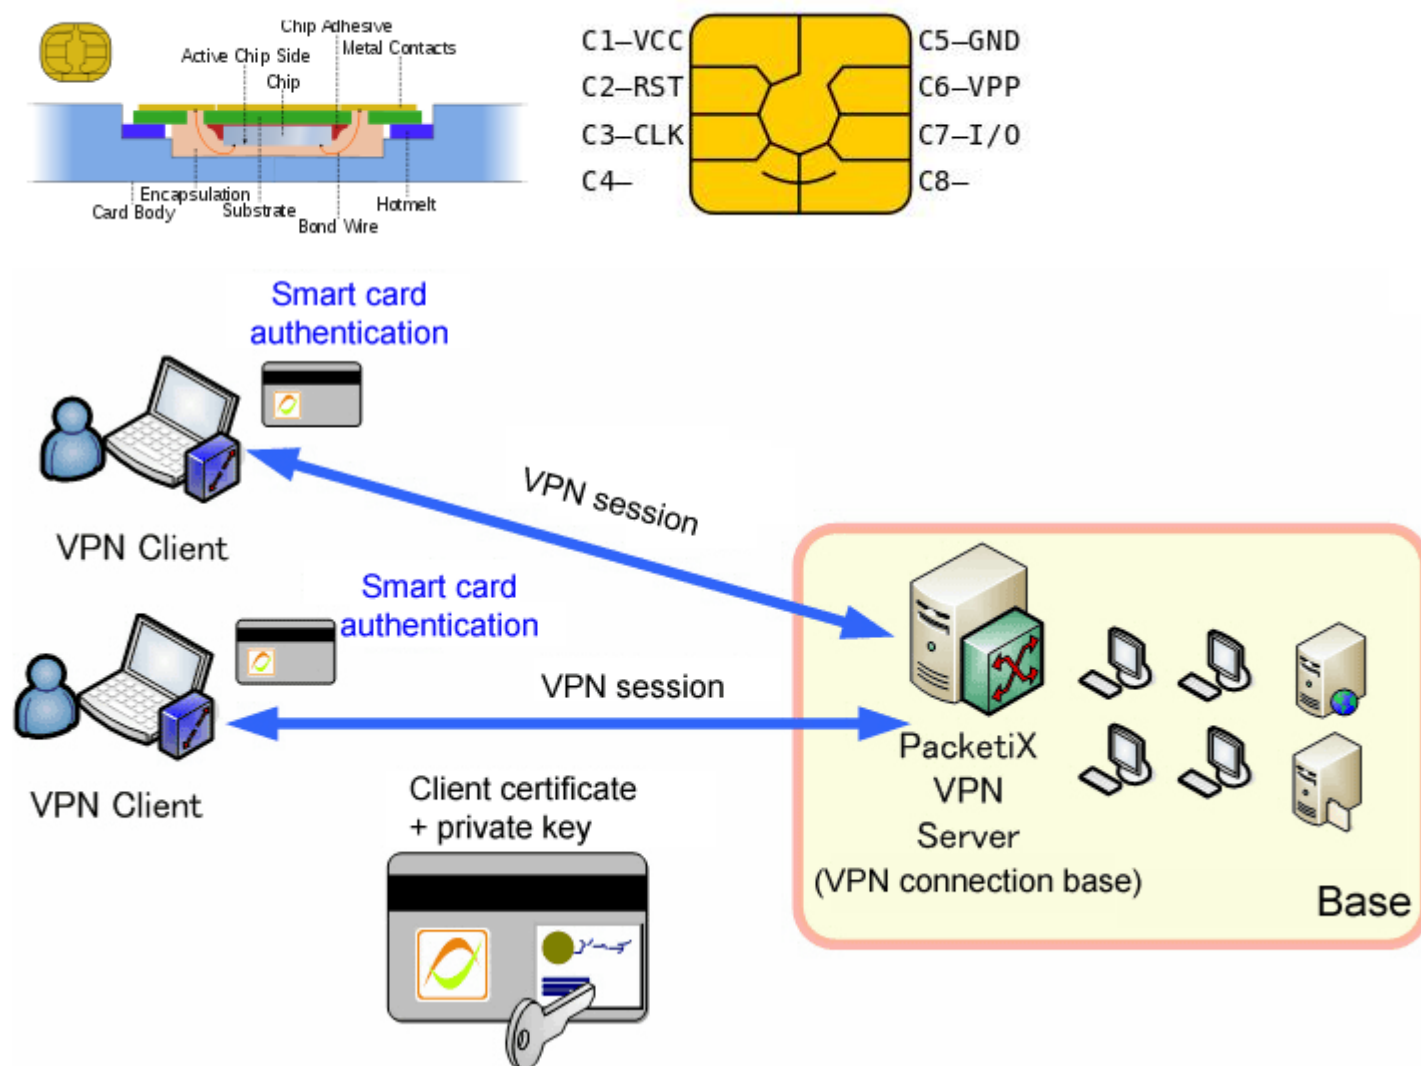 Chip Adhesive
Metal Contacts
Active Chip Side
Chip
Encapsulation
Card Body
Substrate
Bond Wire
Hotmelt
C1–VCC
C2–RST
C3–CLK
C4–
C5–GND
C6–VPP
C7–I/O
C8–
Smart card
authentication
VPN session
VPN Client
Smart card
authentication
VPN session
VPN Client
Client certificate
+ private key
PacketiX
VPN
Server
(VPN connection base)
Base